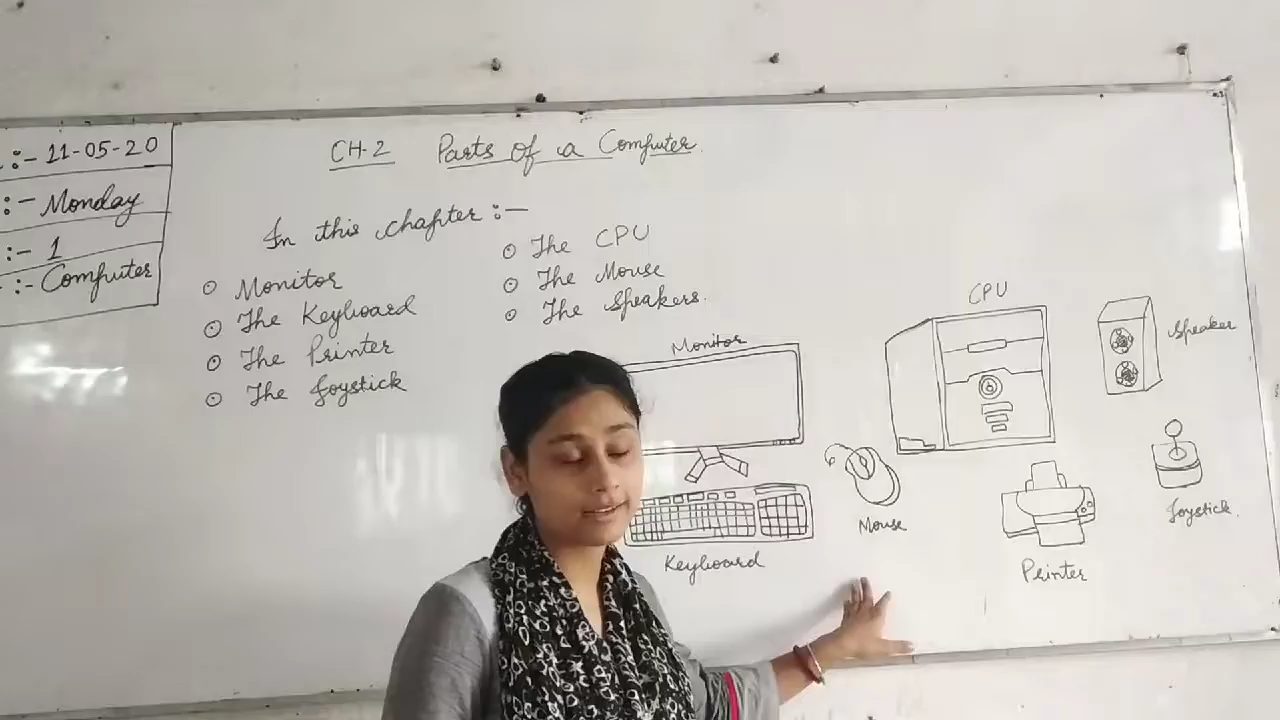 :- 11-05-20
:- Monday
:- 1
:- Computer
CH-2 Parts of a Computer
In this chapter :-
⊙ Monitor
⊙ The Keyboard
⊙ The Printer
⊙ The Joystick
⊙ The CPU
⊙ The Mouse
⊙ The Speakers.
Monitor
CPU
Speaker
Keyboard
Mouse
Printer
Joystick.